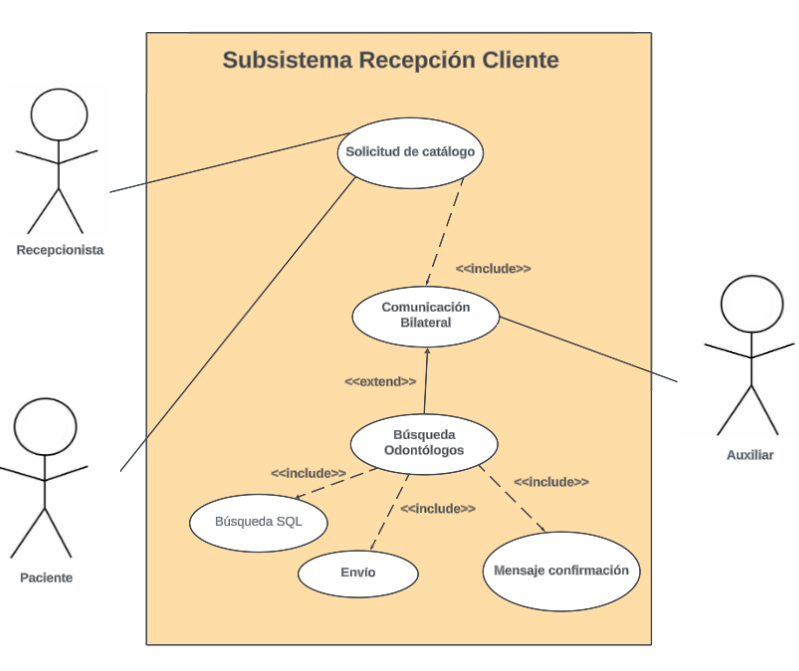 Subsistema Recepción Cliente
Solicitud de catálogo
Recepcionista
<<include>>
Comunicación
Bilateral
<<extend>>
Búsqueda
Odontólogos
Auxiliar
<<include>>
<<include>>
<<include>>
Búsqueda SQL
Envío
Mensaje confirmación
Paciente